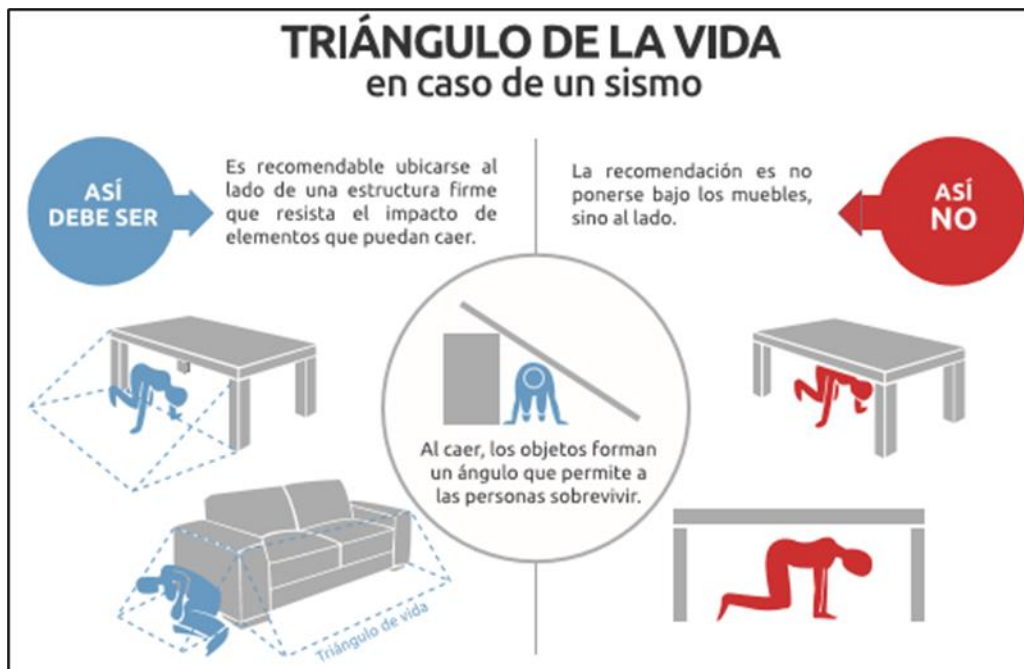 TRIÁNGULO DE LA VIDA
en caso de un sismo
ASÍ
DEBE SER
Es recomendable ubicarse al
lado de una estructura firme
que resista el impacto de
elementos que puedan caer.
La recomendación es no
ponerse bajo los muebles,
sino al lado.
ASÍ
NO
Al caer, los objetos forman
un ángulo que permite a
las personas sobrevivir.
Triángulo de vida